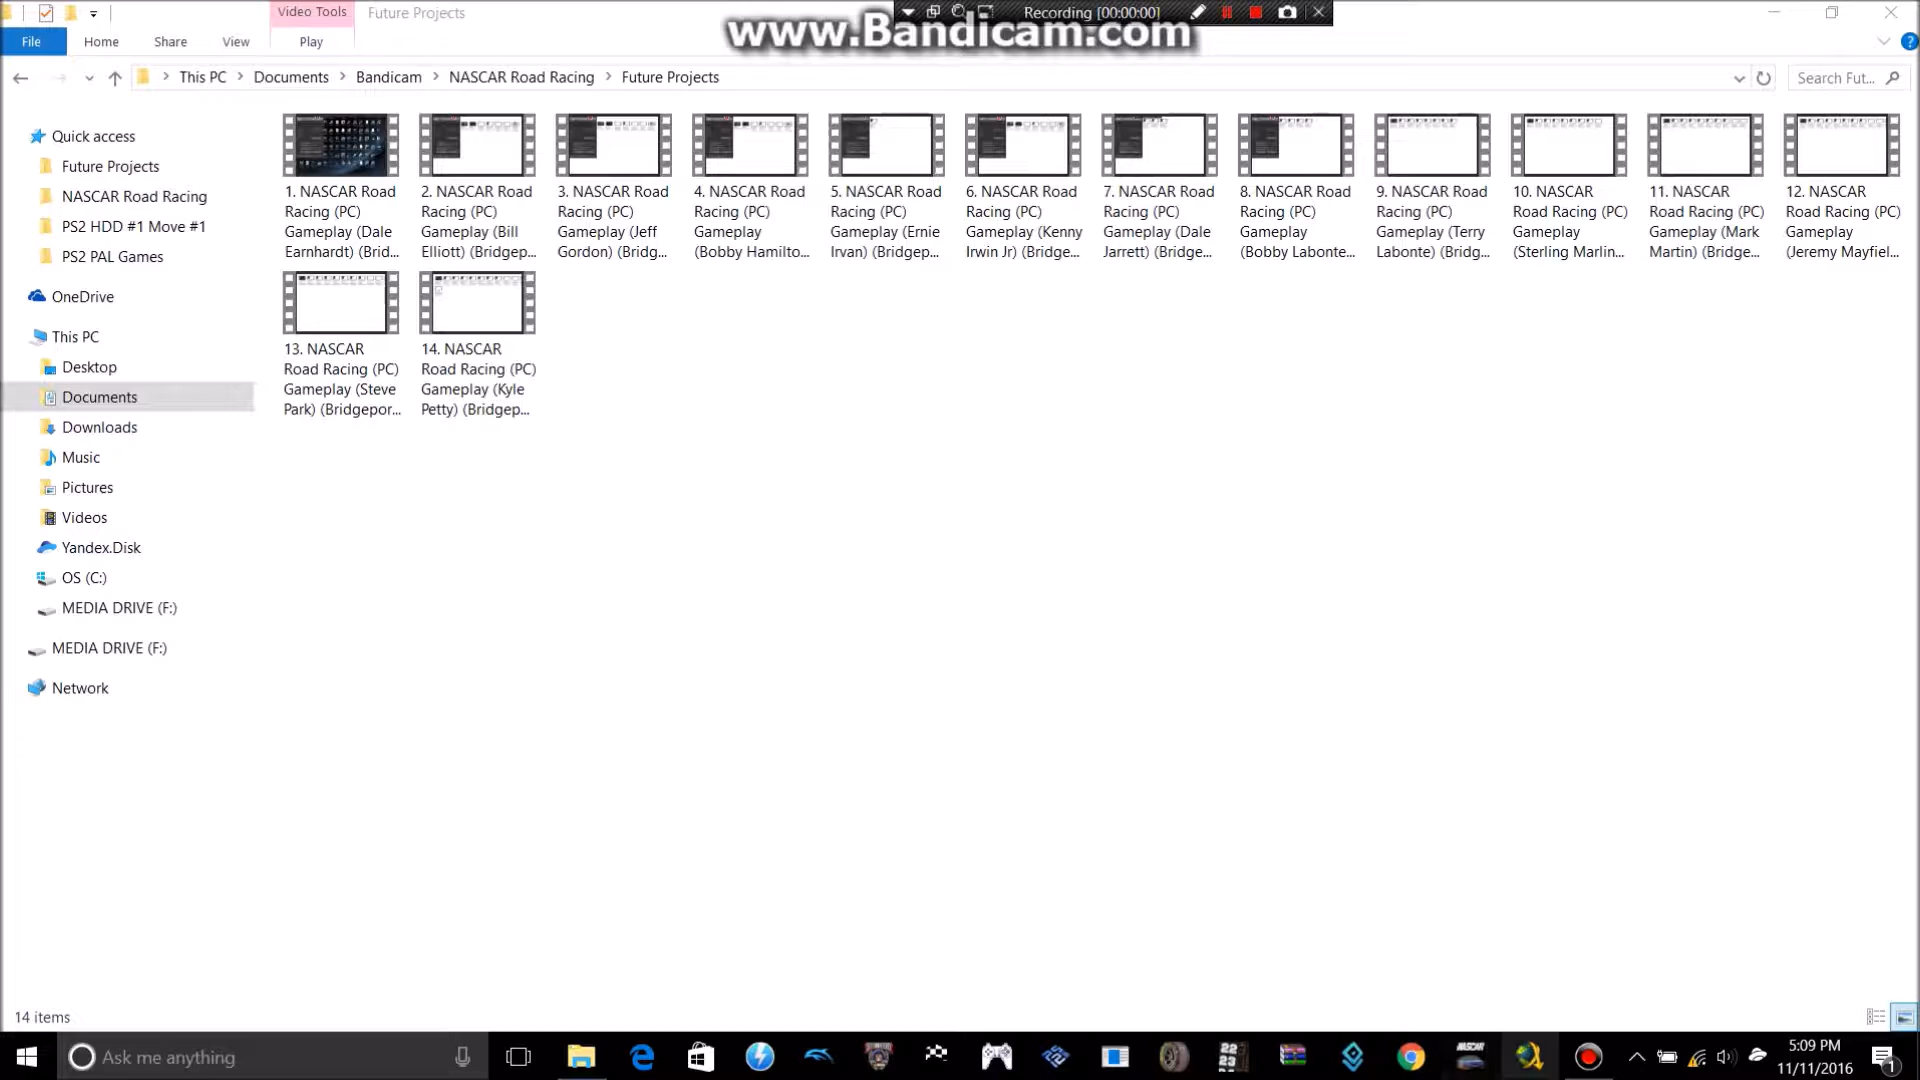 Video Tools
Future Projects
Recording [00:00:00]
www.Bandicam.com
File
Home
Share
View
Play
This PC
Documents
Bandicam
NASCAR Road Racing
Future Projects
Search Fut...
Quick access
Future Projects
NASCAR Road Racing
PS2 HDD #1 Move #1
PS2 PAL Games
OneDrive
This PC
Desktop
Documents
Downloads
Music
Pictures
Videos
Yandex.Disk
OS (C:)
MEDIA DRIVE (F:)
MEDIA DRIVE (F:)
Network
1. NASCAR Road
Racing (PC)
Gameplay (Dale
Earnhardt) (Brid...
2. NASCAR Road
Racing (PC)
Gameplay (Bill
Elliott) (Bridgep...
3. NASCAR Road
Racing (PC)
Gameplay (Jeff
Gordon) (Bridg...
4. NASCAR Road
Racing (PC)
Gameplay
(Bobby Hamilto...
5. NASCAR Road
Racing (PC)
Gameplay (Ernie
Irvan) (Bridgep...
6. NASCAR Road
Racing (PC)
Gameplay (Kenny
Irwin Jr) (Bridge...
7. NASCAR Road
Racing (PC)
Gameplay (Dale
Jarrett) (Bridge...
8. NASCAR Road
Racing (PC)
Gameplay
(Bobby Labonte...
9. NASCAR Road
Racing (PC)
Gameplay (Terry
Labonte) (Bridg...
10. NASCAR
Road Racing (PC)
Gameplay
(Sterling Marlin...
11. NASCAR
Road Racing (PC)
Gameplay (Mark
Martin) (Bridge...
12. NASCAR
Road Racing (PC)
Gameplay
(Jeremy Mayfiel...
13. NASCAR
Road Racing (PC)
Gameplay (Steve
Park) (Bridgepor...
14. NASCAR
Road Racing (PC)
Gameplay (Kyle
Petty) (Bridgep...
14 items
Ask me anything
5:09 PM
11/11/2016
1